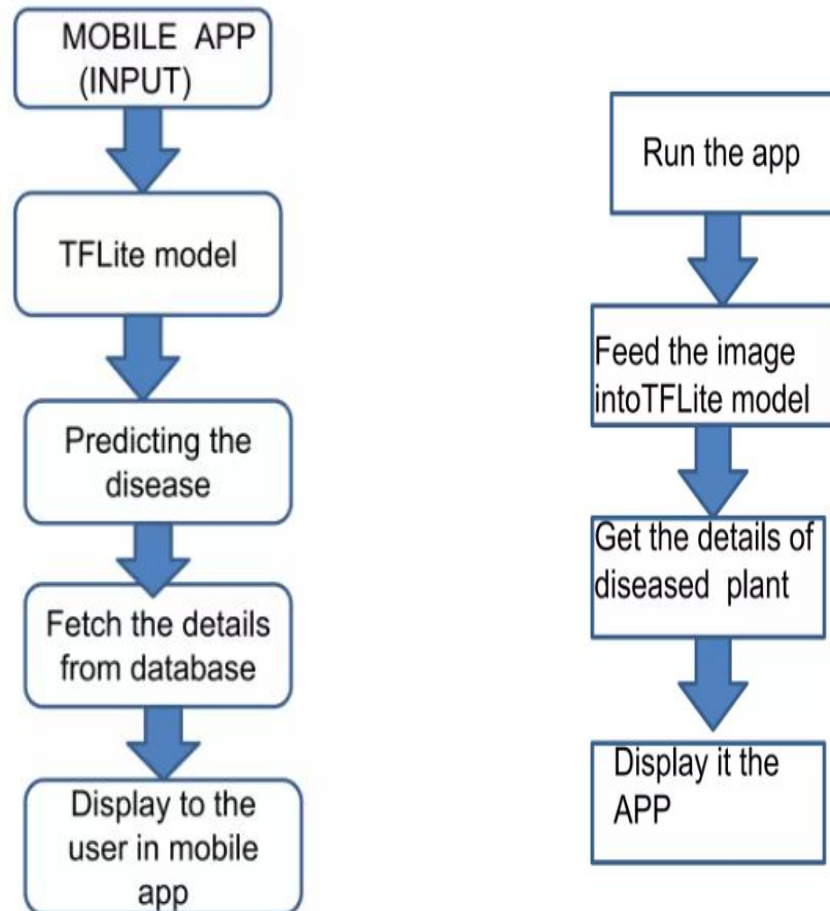 MOBILE APP
(INPUT)
TFLite model
Predicting the
disease
Fetch the details
from database
Display to the
user in mobile
app
Run the app
Feed the image
intoTFLite model
Get the details of
diseased plant
Display it the
APP